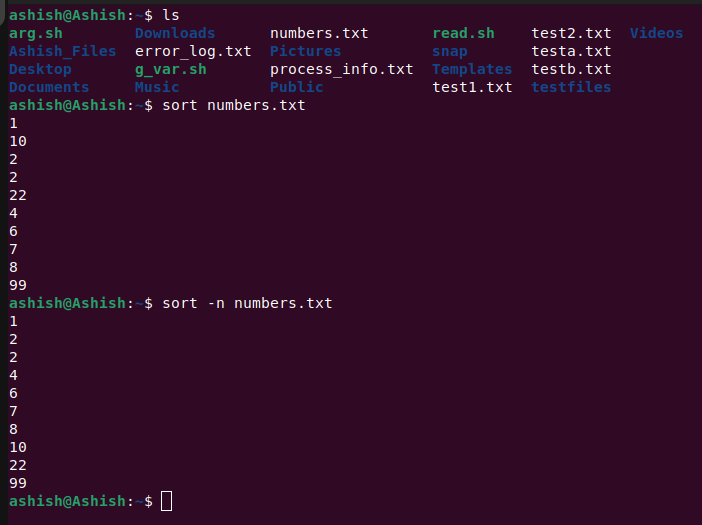 ashish@Ashish:~$ ls
arg.sh Downloads numbers.txt read.sh test2.txt Videos
Ashish_Files error_log.txt Pictures snap testa.txt
Desktop g_var.sh process_info.txt Templates testb.txt
Documents Music Public test1.txt testfiles
ashish@Ashish:~$ sort numbers.txt
1
10
2
2
22
4
6
7
8
99
ashish@Ashish:~$ sort -n numbers.txt
1
2
2
4
6
7
8
10
22
99
ashish@Ashish:~$